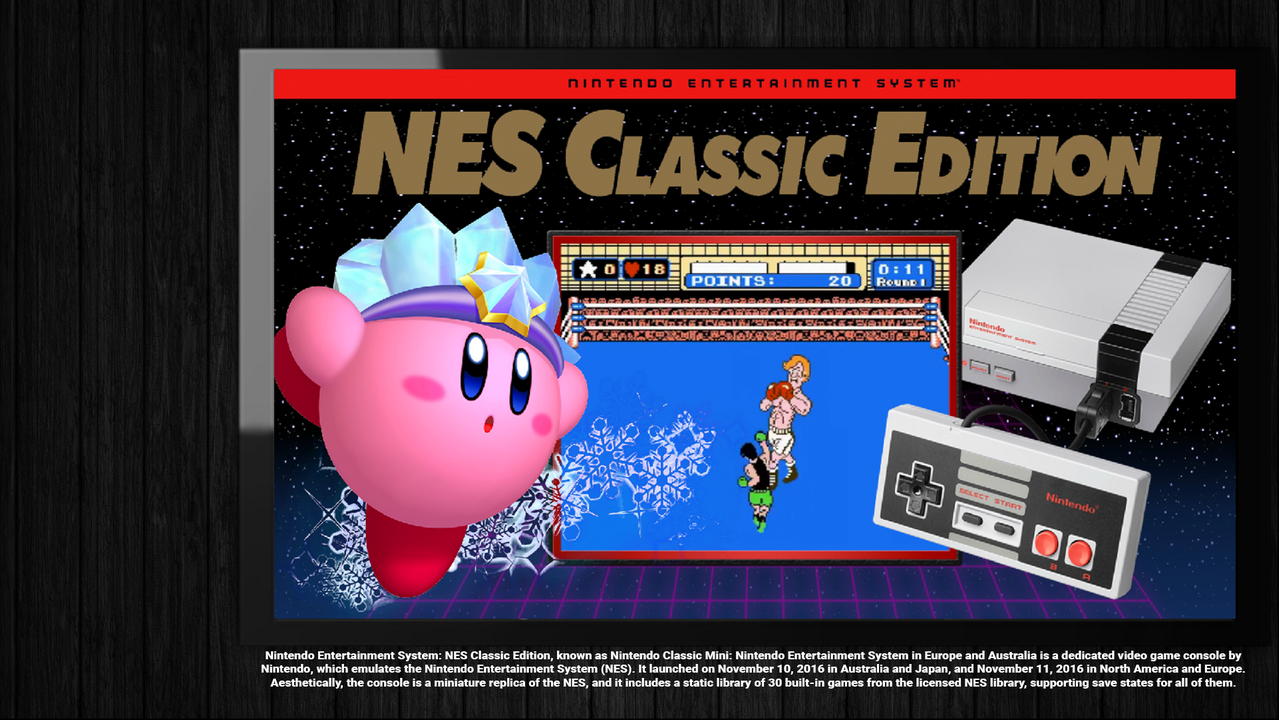 NINTENDO ENTERTAINMENT SYSTEM™
NES CLASSIC EDITION
0 18
POINTS: 20
0:11
Round 1
Nintendo
ENTERTAINMENT SYSTEM
SELECT START
Nintendo®
B A
Nintendo Entertainment System: NES Classic Edition, known as Nintendo Classic Mini: Nintendo Entertainment System in Europe and Australia is a dedicated video game console by
Nintendo, which emulates the Nintendo Entertainment System (NES). It launched on November 10, 2016 in Australia and Japan, and November 11, 2016 in North America and Europe.
Aesthetically, the console is a miniature replica of the NES, and it includes a static library of 30 built-in games from the licensed NES library, supporting save states for all of them.